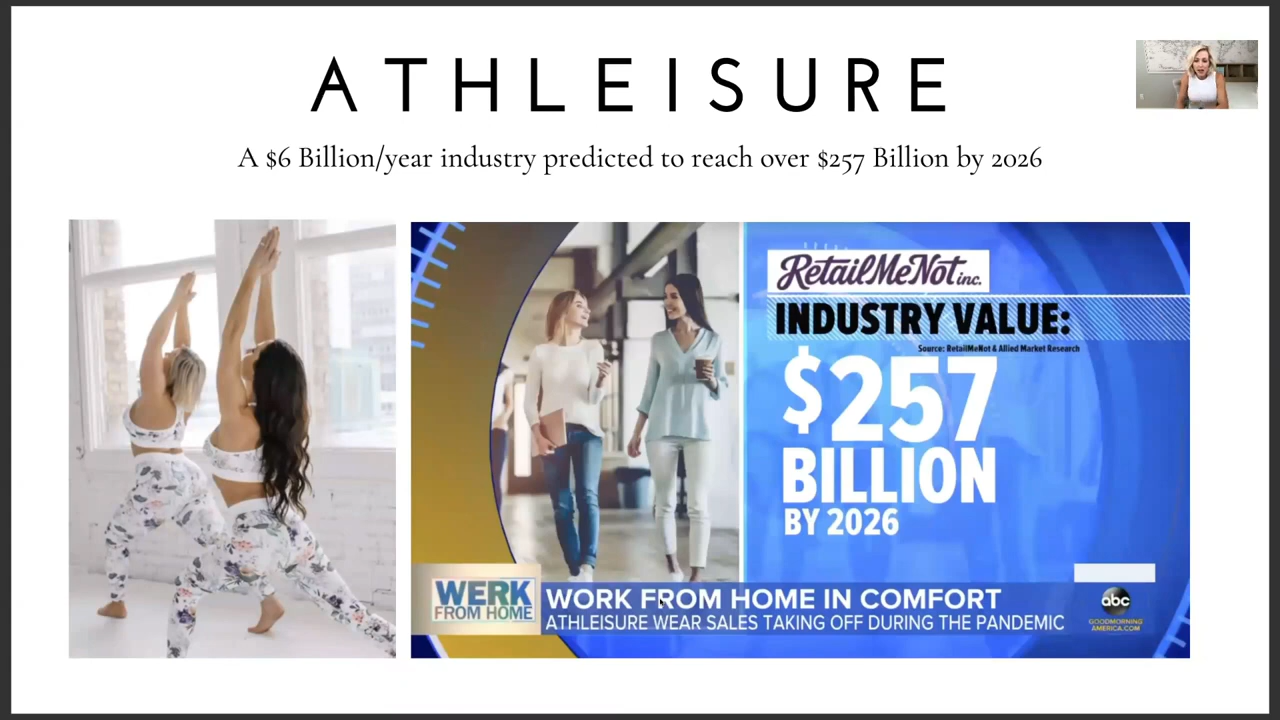 ATHLEISURE
A $6 Billion/year industry predicted to reach over $257 Billion by 2026
RetailMeNot inc.
INDUSTRY VALUE:
Source: RetailMeNot & Allied Market Research
$257
BILLION
BY 2026
WERK
FROM HOME
WORK FROM HOME IN COMFORT
ATHLEISURE WEAR SALES TAKING OFF DURING THE PANDEMIC
abc
GOODMORNING
AMERICA.COM